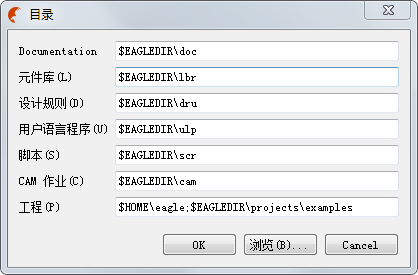 目录
Documentation $EAGLEDIR\doc
元件库(L) $EAGLEDIR\lbr
设计规则(D) $EAGLEDIR\dru
用户语言程序(U) $EAGLEDIR\ulp
脚本(S) $EAGLEDIR\scr
CAM 作业(C) $EAGLEDIR\cam
工程(P) $HOME\eagle;$EAGLEDIR\projects\examples
OK 浏览(B)... Cancel